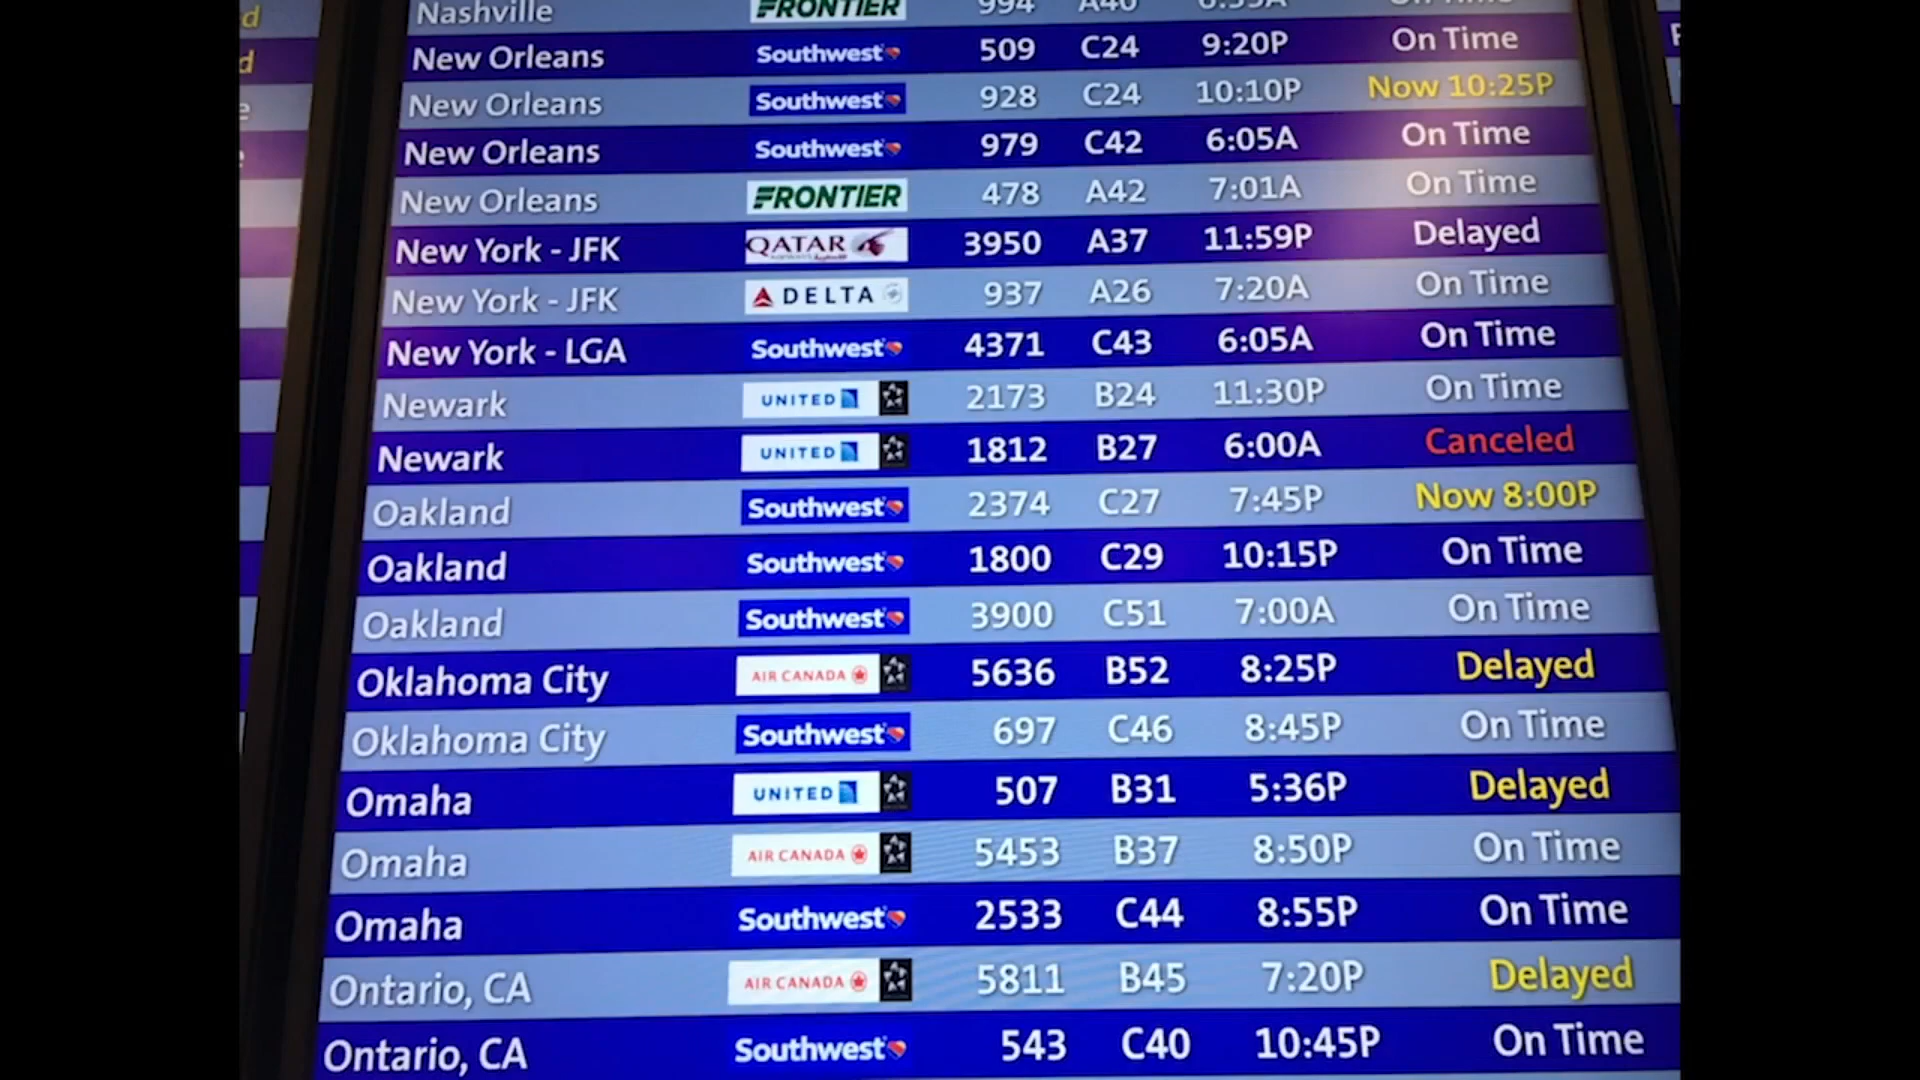 Nashville FRONTIER 994 A40 6:55A On Time
New Orleans Southwest 509 C24 9:20P On Time
New Orleans Southwest 928 C24 10:10P Now 10:25P
New Orleans Southwest 979 C42 6:05A On Time
New Orleans FRONTIER 478 A42 7:01A On Time
New York - JFK QATAR 3950 A37 11:59P Delayed
New York - JFK DELTA 937 A26 7:20A On Time
New York - LGA Southwest 4371 C43 6:05A On Time
Newark UNITED 2173 B24 11:30P On Time
Newark UNITED 1812 B27 6:00A Canceled
Oakland Southwest 2374 C27 7:45P Now 8:00P
Oakland Southwest 1800 C29 10:15P On Time
Oakland Southwest 3900 C51 7:00A On Time
Oklahoma City AIR CANADA 5636 B52 8:25P Delayed
Oklahoma City Southwest 697 C46 8:45P On Time
Omaha UNITED 507 B31 5:36P Delayed
Omaha AIR CANADA 5453 B37 8:50P On Time
Omaha Southwest 2533 C44 8:55P On Time
Ontario, CA AIR CANADA 5811 B45 7:20P Delayed
Ontario, CA Southwest 543 C40 10:45P On Time